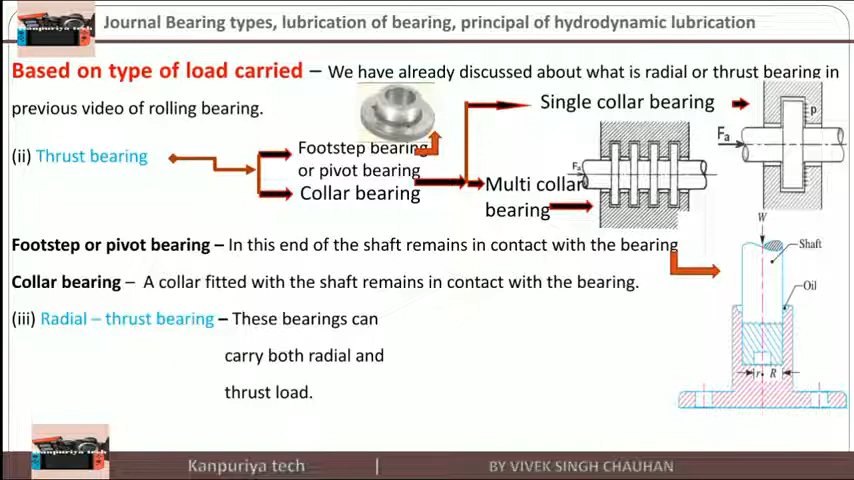 Kanpuriya tech
Journal Bearing types, lubrication of bearing, principal of hydrodynamic lubrication
Based on type of load carried – We have already discussed about what is radial or thrust bearing in
previous video of rolling bearing.
Single collar bearing
p
Fa
(ii) Thrust bearing
Footstep bearing
or pivot bearing
Collar bearing
Multi collar
bearing
Fa
Footstep or pivot bearing – In this end of the shaft remains in contact with the bearing
W
Shaft
Collar bearing – A collar fitted with the shaft remains in contact with the bearing.
Oil
(iii) Radial – thrust bearing – These bearings can
carry both radial and
thrust load.
r
R
Kanpuriya tech
Kanpuriya tech | BY VIVEK SINGH CHAUHAN